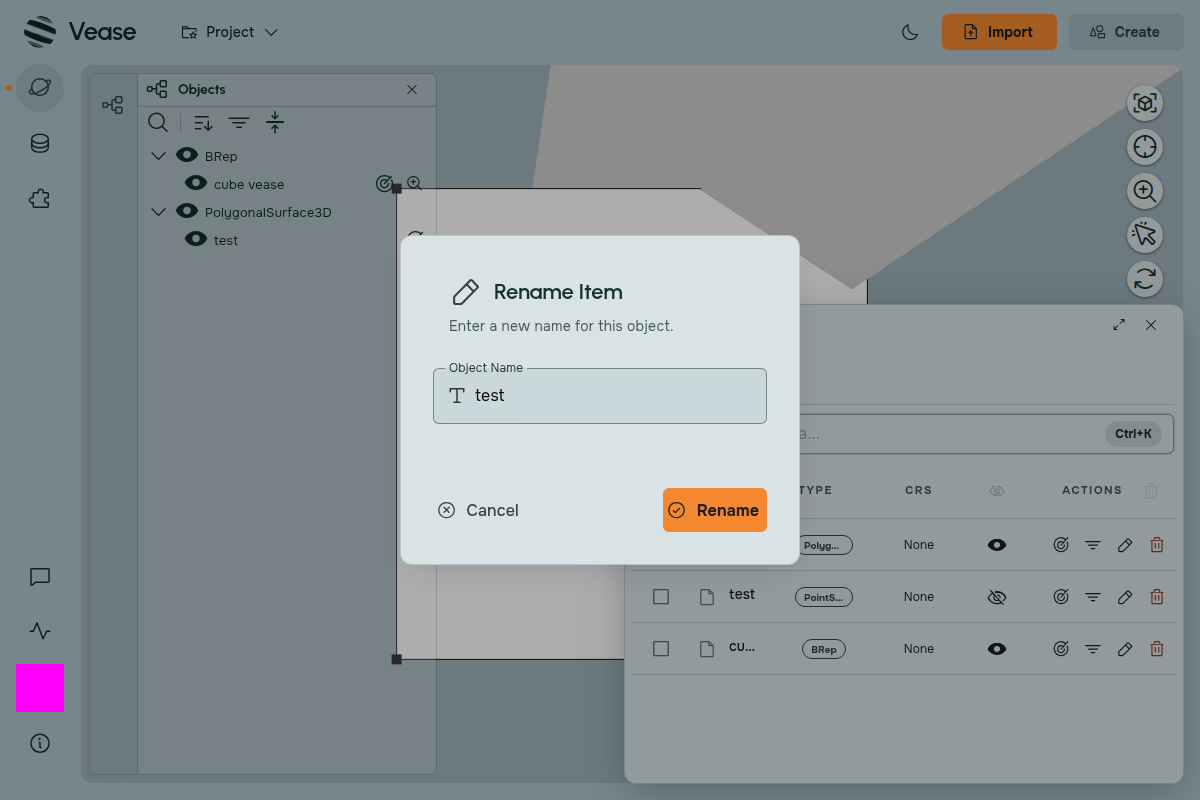 Vease
Project
Import
Create
Objects
BRep
cube vease
PolygonalSurface3D
test
Rename Item
Enter a new name for this object.
Object Name
test
Cancel
Rename
a...
Ctrl+K
TYPE
CRS
ACTIONS
Polyg...
None
test
PointS...
None
cu...
BRep
None